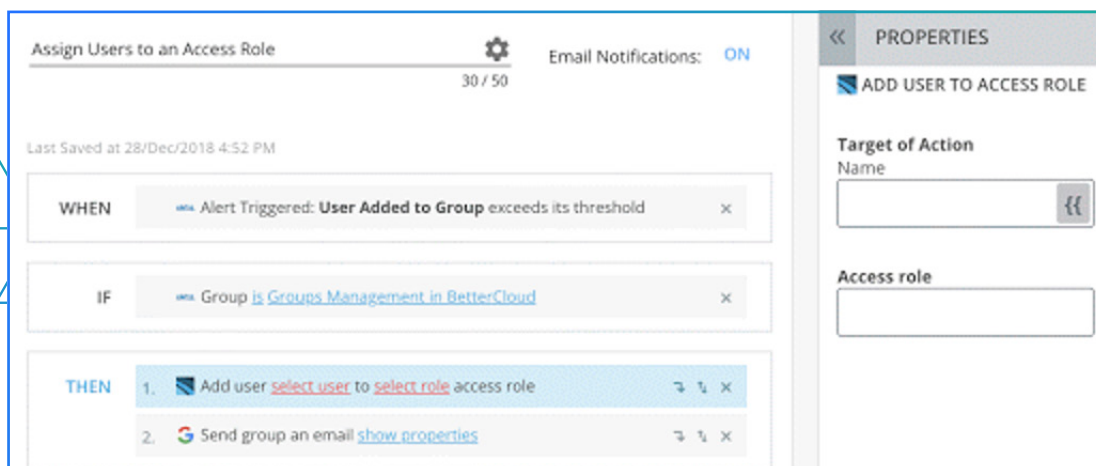 Assign Users to an Access Role
Email Notifications: ON
30 / 50
Last Saved at 28/Dec/2018 4:52 PM
WHEN Alert Triggered: User Added to Group exceeds its threshold
IF Group is Groups Management in BetterCloud
THEN 1. Add user select user to select role access role
2. Send group an email show properties
PROPERTIES
ADD USER TO ACCESS ROLE
Target of Action
Name
{{
Access role